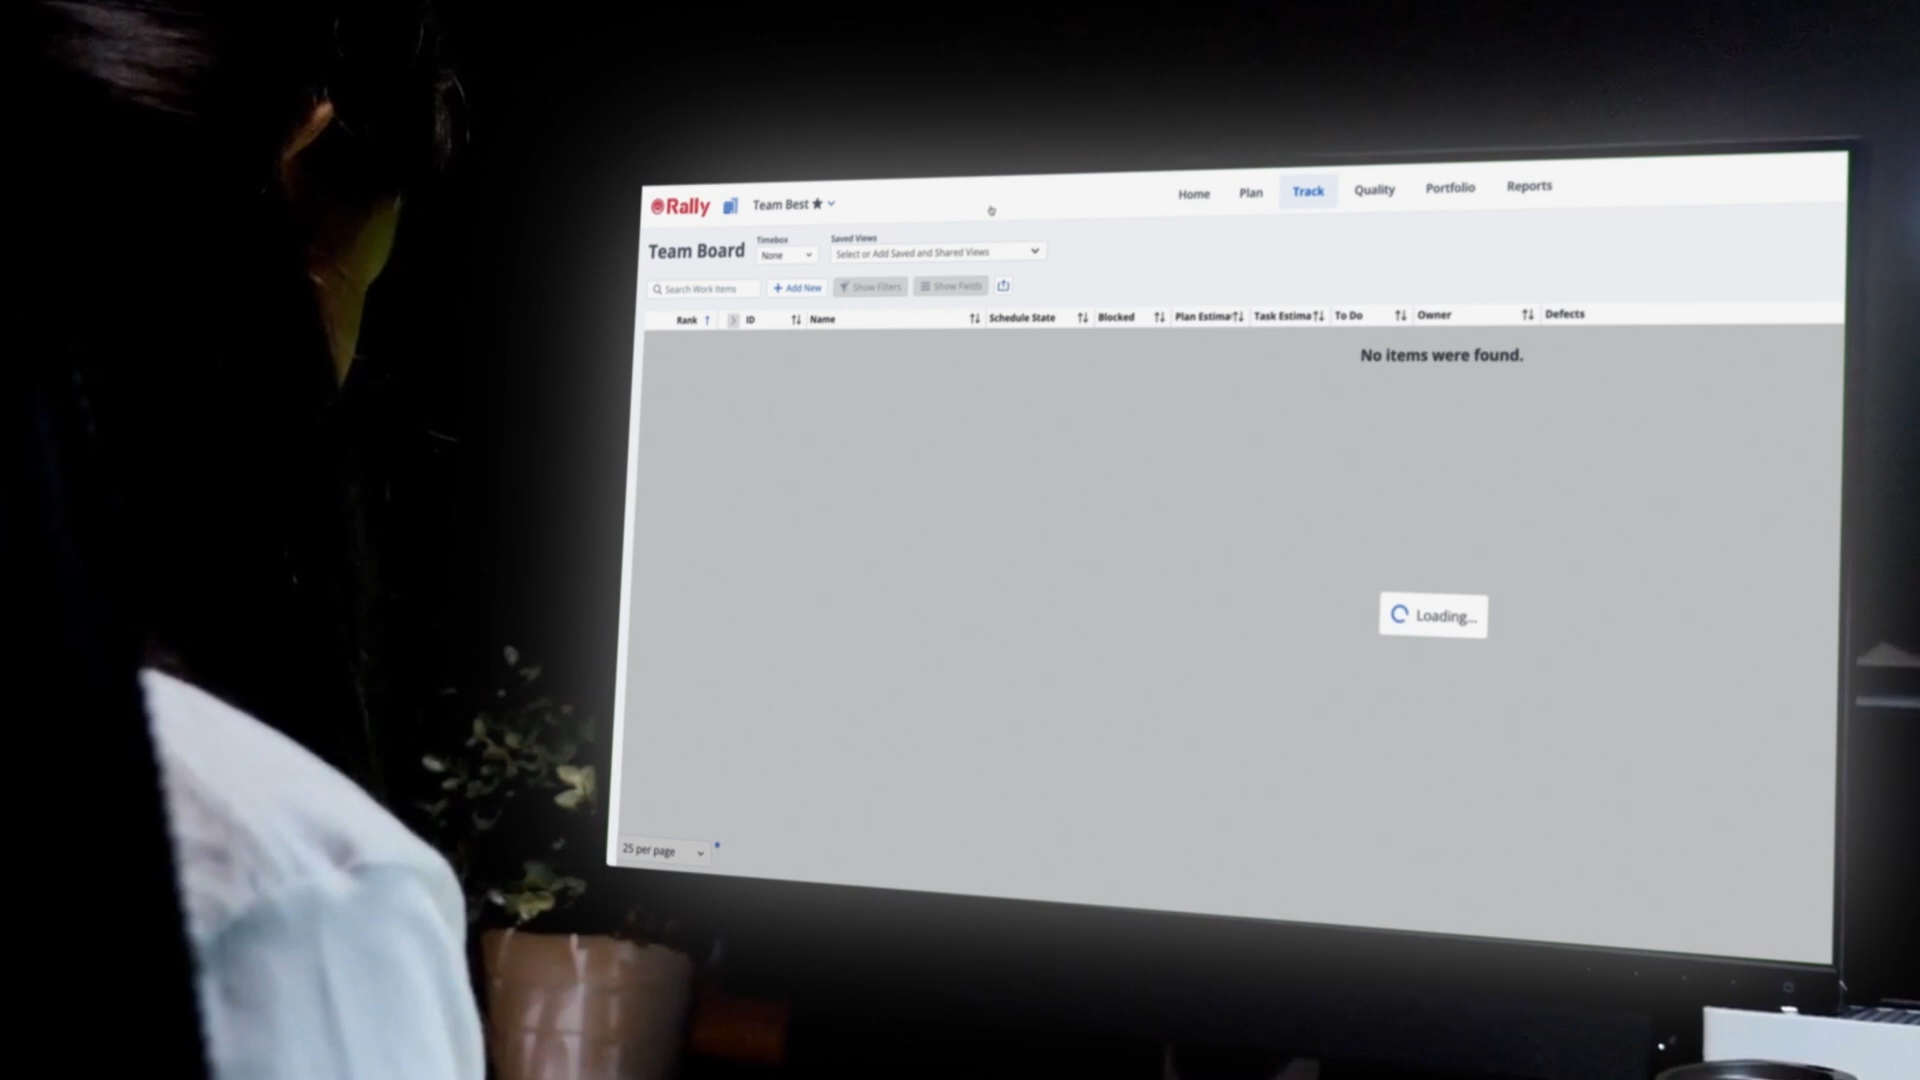 Rally Team Best Home Plan Track Quality Portfolio Reports
Team Board Timebox None Saved Views Select or Add Saved and Shared Views
Search Work Items + Add New Show Filters Show Fields
Rank ID Name Schedule State Blocked Plan Estima Task Estima To Do Owner Defects
No items were found.
Loading...
25 per page